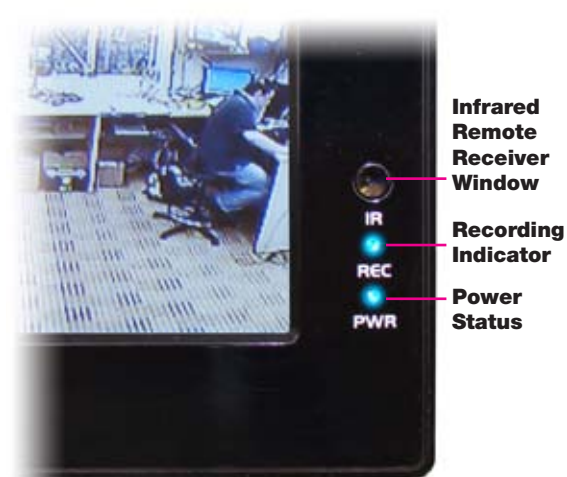 Infrared
Remote
Receiver
Window
IR
Recording
Indicator
REC
Power
Status
PWR